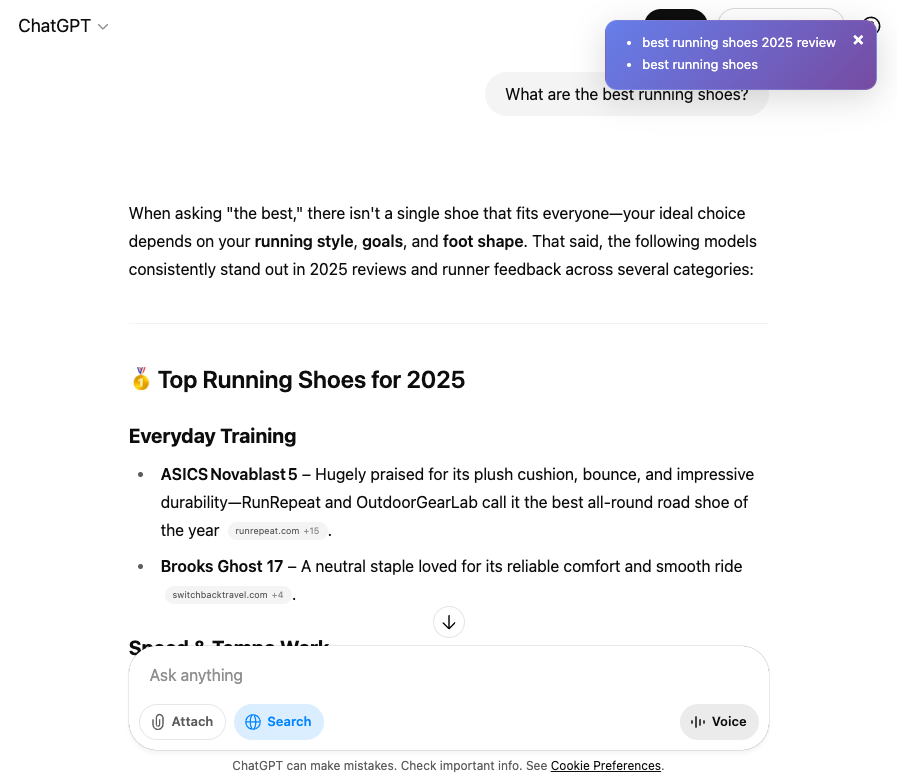 ChatGPT
best running shoes 2025 review
best running shoes
What are the best running shoes?
When asking "the best," there isn't a single shoe that fits everyone—your ideal choice
depends on your running style, goals, and foot shape. That said, the following models
consistently stand out in 2025 reviews and runner feedback across several categories:
🏅 Top Running Shoes for 2025
Everyday Training
• ASICS Novablast 5 – Hugely praised for its plush cushion, bounce, and impressive
durability—RunRepeat and OutdoorGearLab call it the best all-round road shoe of
the year runrepeat.com +15.
• Brooks Ghost 17 – A neutral staple loved for its reliable comfort and smooth ride
switchbacktravel.com +4.
Speed & Tempo Work
Ask anything
Attach Search Voice
ChatGPT can make mistakes. Check important info. See Cookie Preferences.